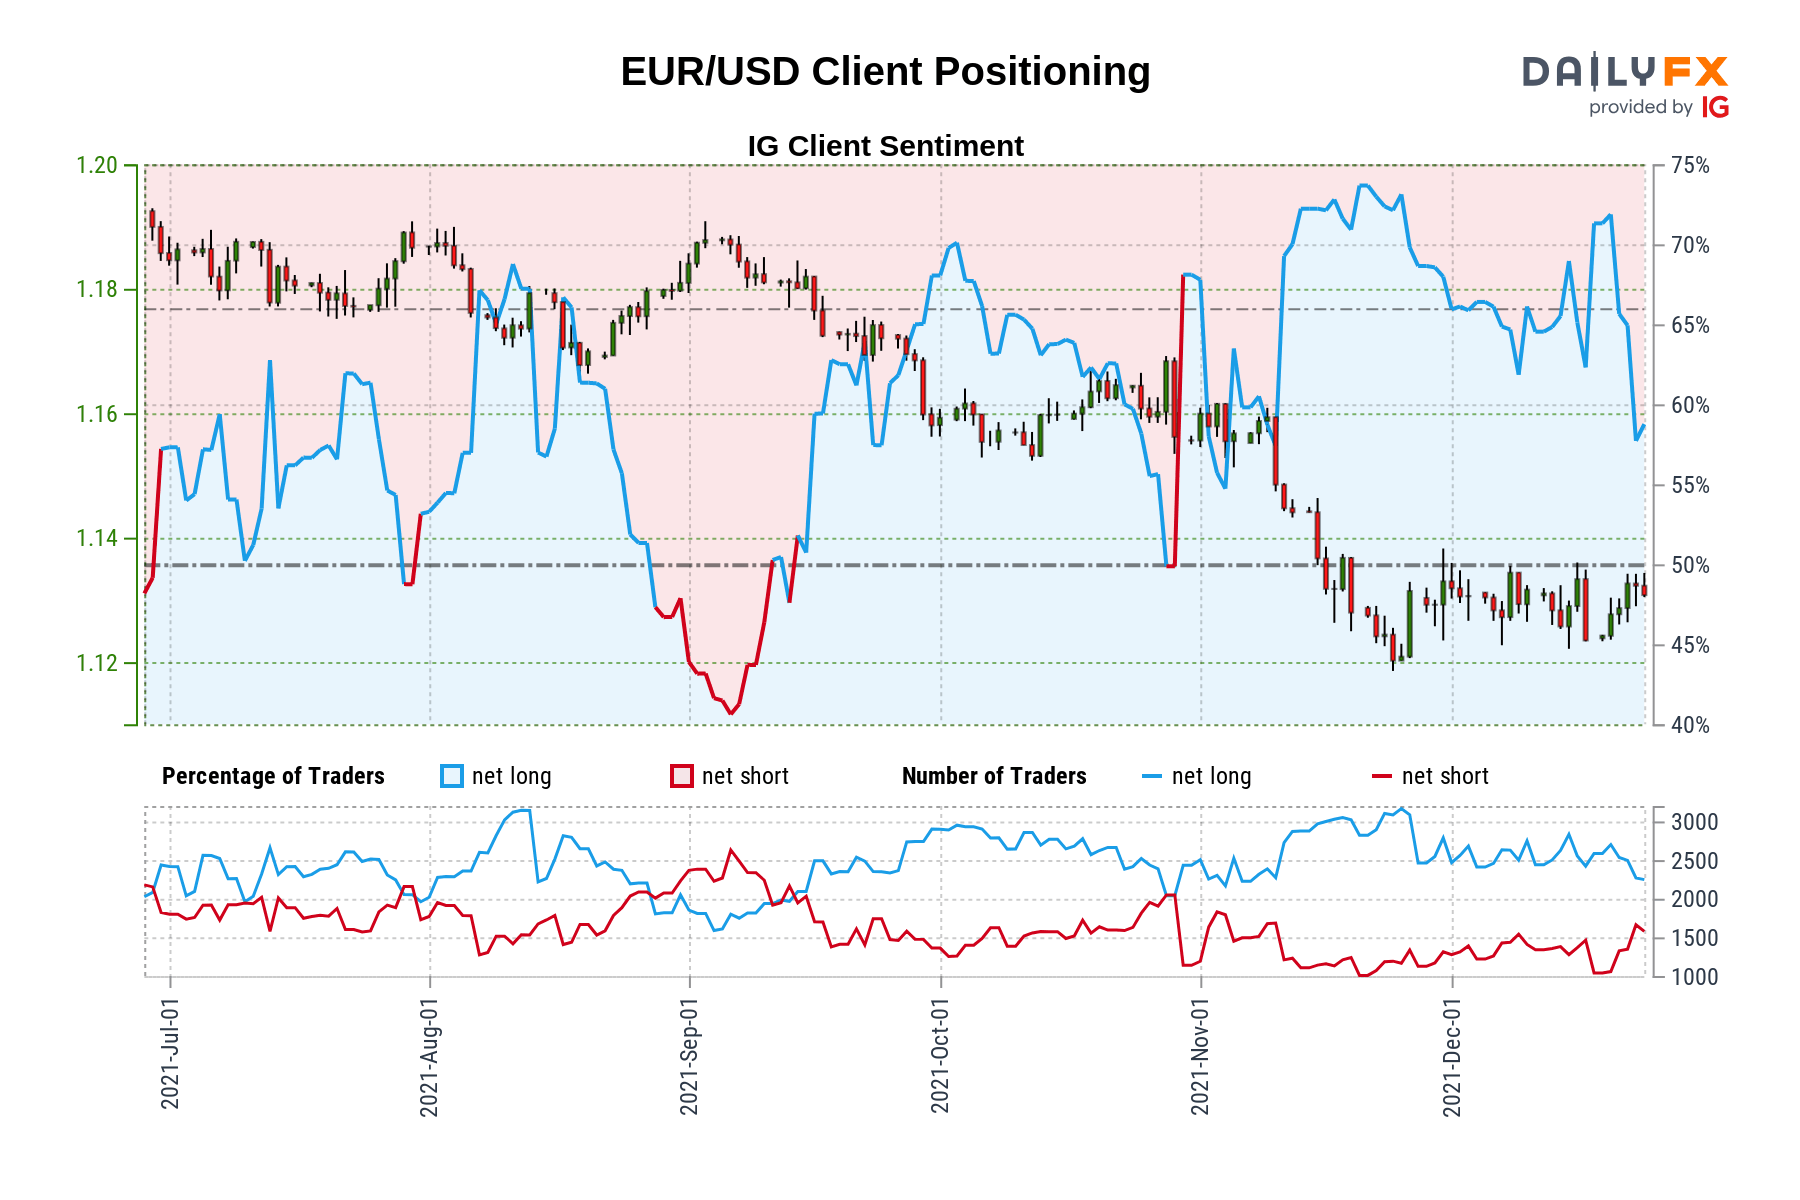 EUR/USD Client Positioning
DAILYFX
provided by IG
IG Client Sentiment
1.20
1.18
1.16
1.14
1.12
75%
70%
65%
60%
55%
50%
45%
40%
Percentage of Traders net long net short Number of Traders net long net short
3000
2500
2000
1500
1000
2021-Jul-01
2021-Aug-01
2021-Sep-01
2021-Oct-01
2021-Nov-01
2021-Dec-01